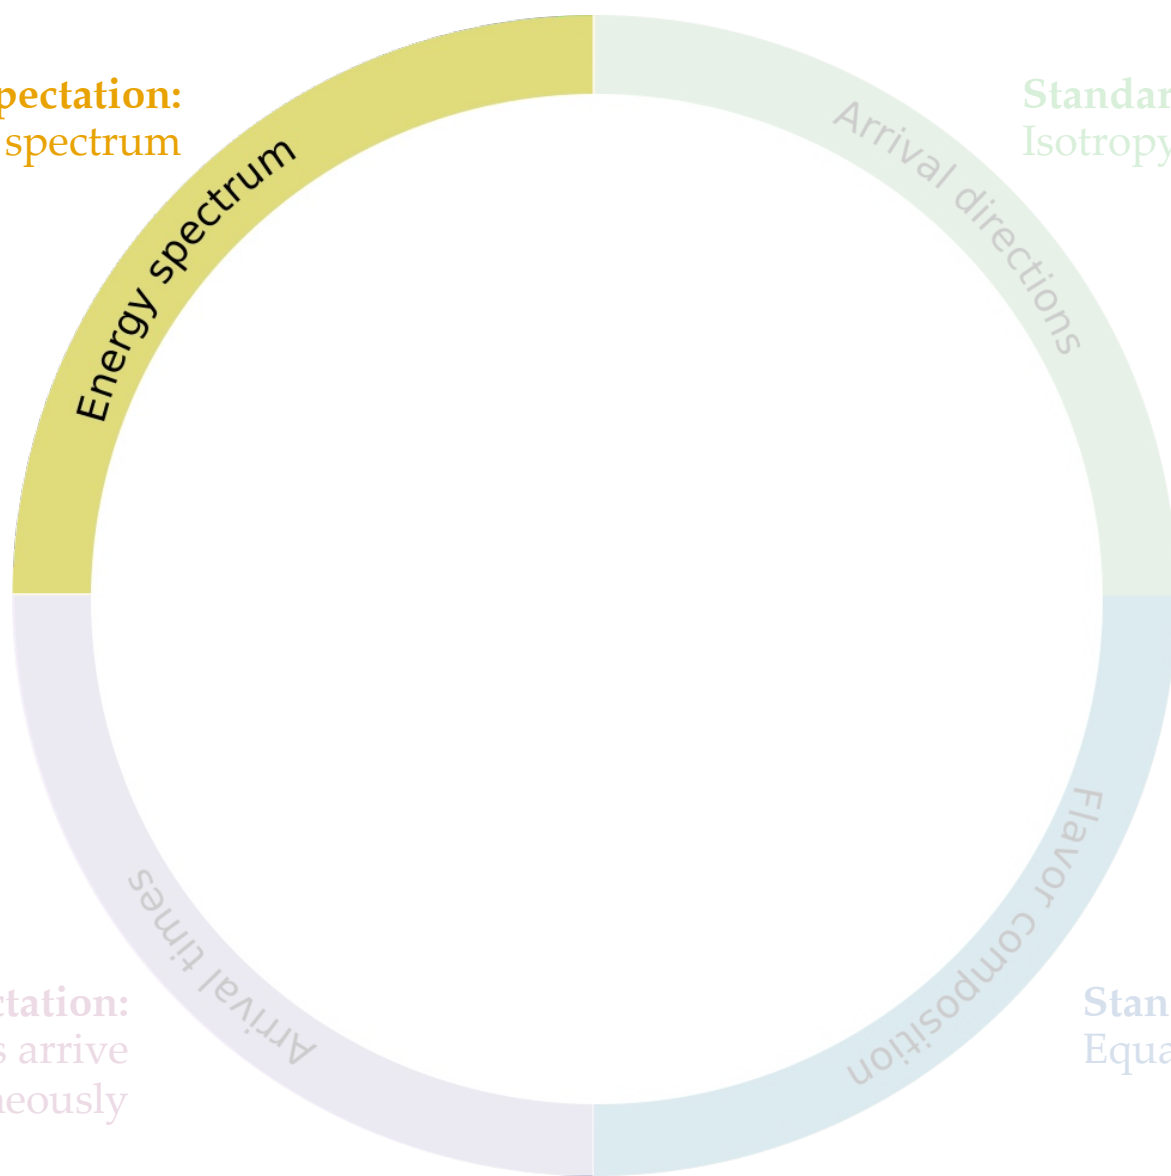 pectation:
spectrum
Energy spectrum
Standar
Isotropy
Arrival directions
Arrival times
Flavor composition
ctation:
s arrive
neously
Stan
Equa